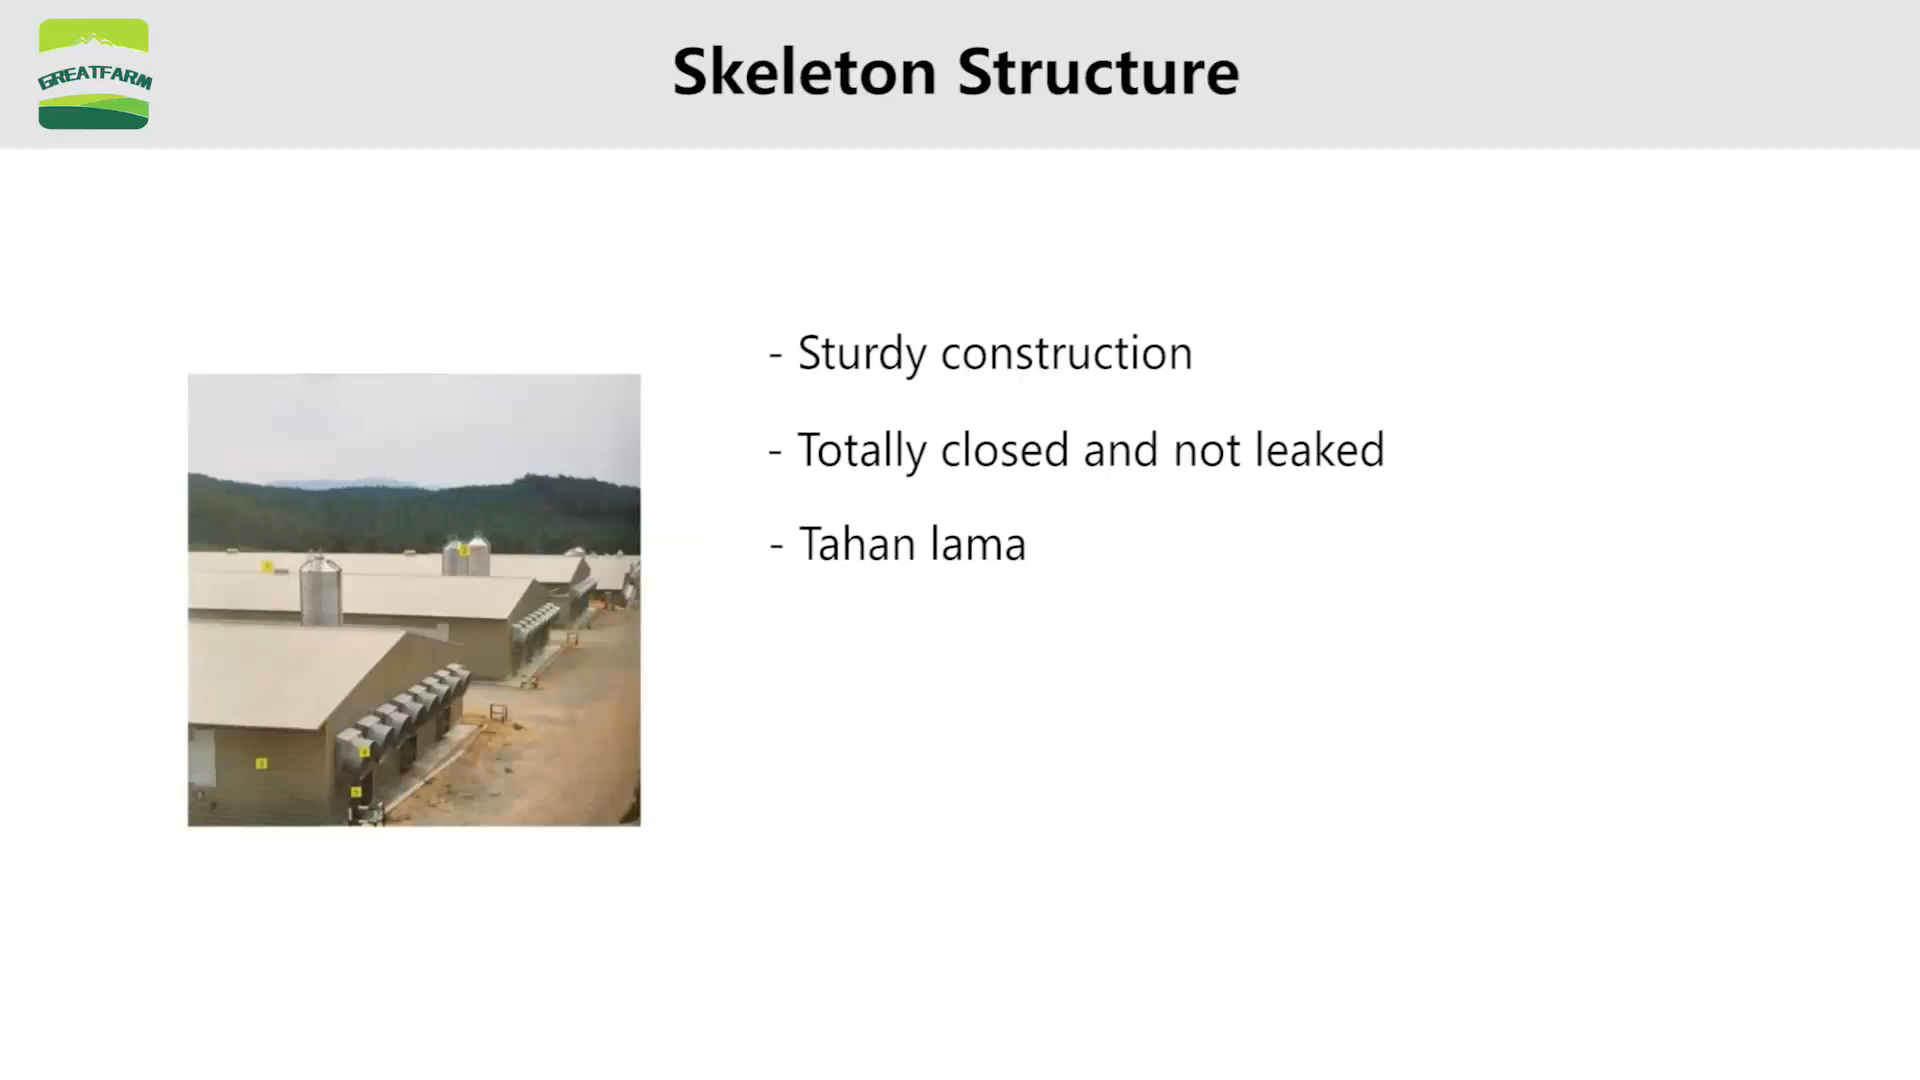 GREATFARM
Skeleton Structure
- Sturdy construction
- Totally closed and not leaked
- Tahan lama